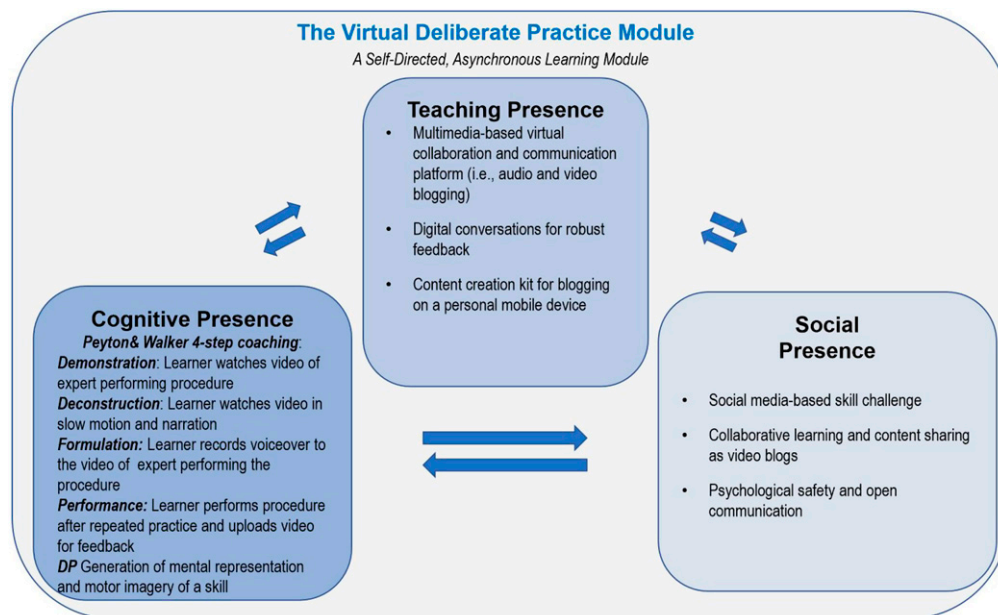 The Virtual Deliberate Practice Module
A Self-Directed, Asynchronous Learning Module
Teaching Presence
• Multimedia-based virtual
collaboration and communication
platform (i.e., audio and video
blogging)
• Digital conversations for robust
feedback
• Content creation kit for blogging
on a personal mobile device
Cognitive Presence
Peyton& Walker 4-step coaching:
Demonstration: Learner watches video of
expert performing procedure
Deconstruction: Learner watches video in
slow motion and narration
Formulation: Learner records voiceover to
the video of expert performing the
procedure
Performance: Learner performs procedure
after repeated practice and uploads video
for feedback
DP Generation of mental representation
and motor imagery of a skill
Social
Presence
• Social media-based skill challenge
• Collaborative learning and content sharing
as video blogs
• Psychological safety and open
communication